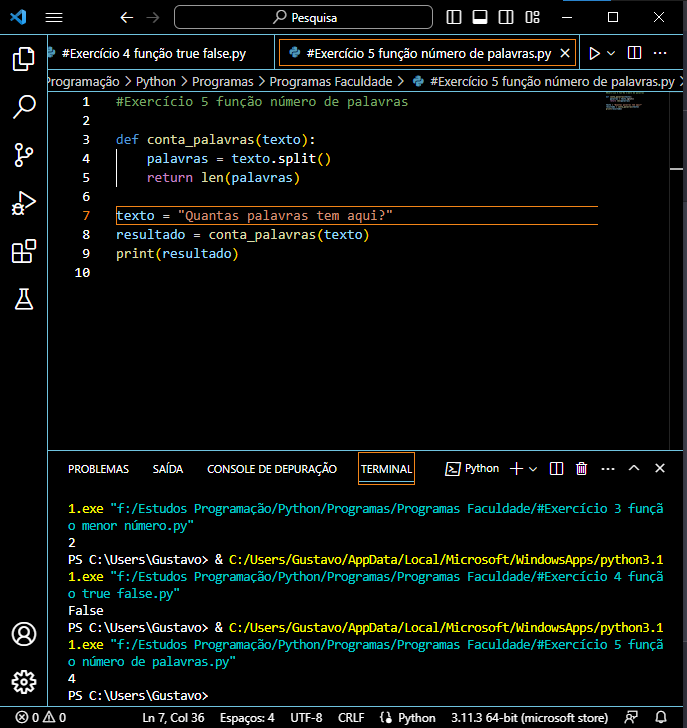 Pesquisa
#Exercício 4 função true false.py
#Exercício 5 função número de palavras.py
Programação > Python > Programas > Programas Faculdade > #Exercício 5 função número de palavras.py >
1 #Exercício 5 função número de palavras
2
3 def conta_palavras(texto):
4     palavras = texto.split()
5     return len(palavras)
6
7 texto = "Quantas palavras tem aqui?"
8 resultado = conta_palavras(texto)
9 print(resultado)
10
PROBLEMAS SAÍDA CONSOLE DE DEPURAÇÃO TERMINAL Python
1.exe "f:/Estudos Programação/Python/Programas/Programas Faculdade/#Exercício 3 funçã
o menor número.py"
2
PS C:\Users\Gustavo> & C:/Users/Gustavo/AppData/Local/Microsoft/WindowsApps/python3.1
1.exe "f:/Estudos Programação/Python/Programas/Programas Faculdade/#Exercício 4 funçã
o true false.py"
False
PS C:\Users\Gustavo> & C:/Users/Gustavo/AppData/Local/Microsoft/WindowsApps/python3.1
1.exe "f:/Estudos Programação/Python/Programas/Programas Faculdade/#Exercício 5 funçã
o número de palavras.py"
4
PS C:\Users\Gustavo>
0 0 Ln 7, Col 36 Espaços: 4 UTF-8 CRLF Python 3.11.3 64-bit (microsoft store)